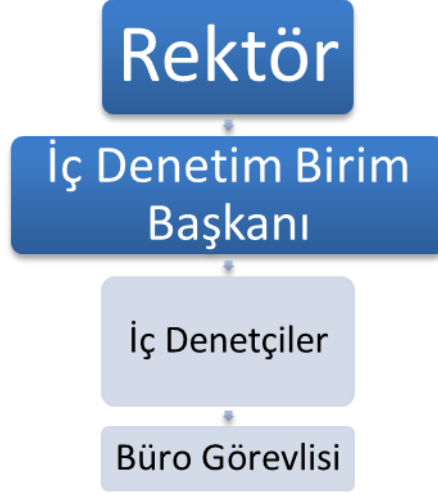 Rektör
İç Denetim Birim
Başkanı
İç Denetçiler
Büro Görevlisi